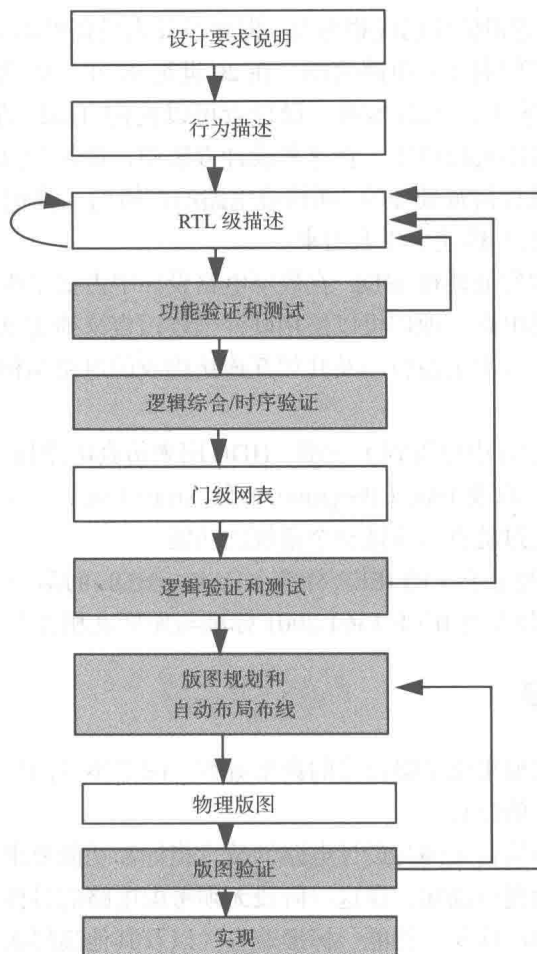 设计要求说明
行为描述
RTL 级描述
功能验证和测试
逻辑综合/时序验证
门级网表
逻辑验证和测试
版图规划和
自动布局布线
物理版图
版图验证
实现